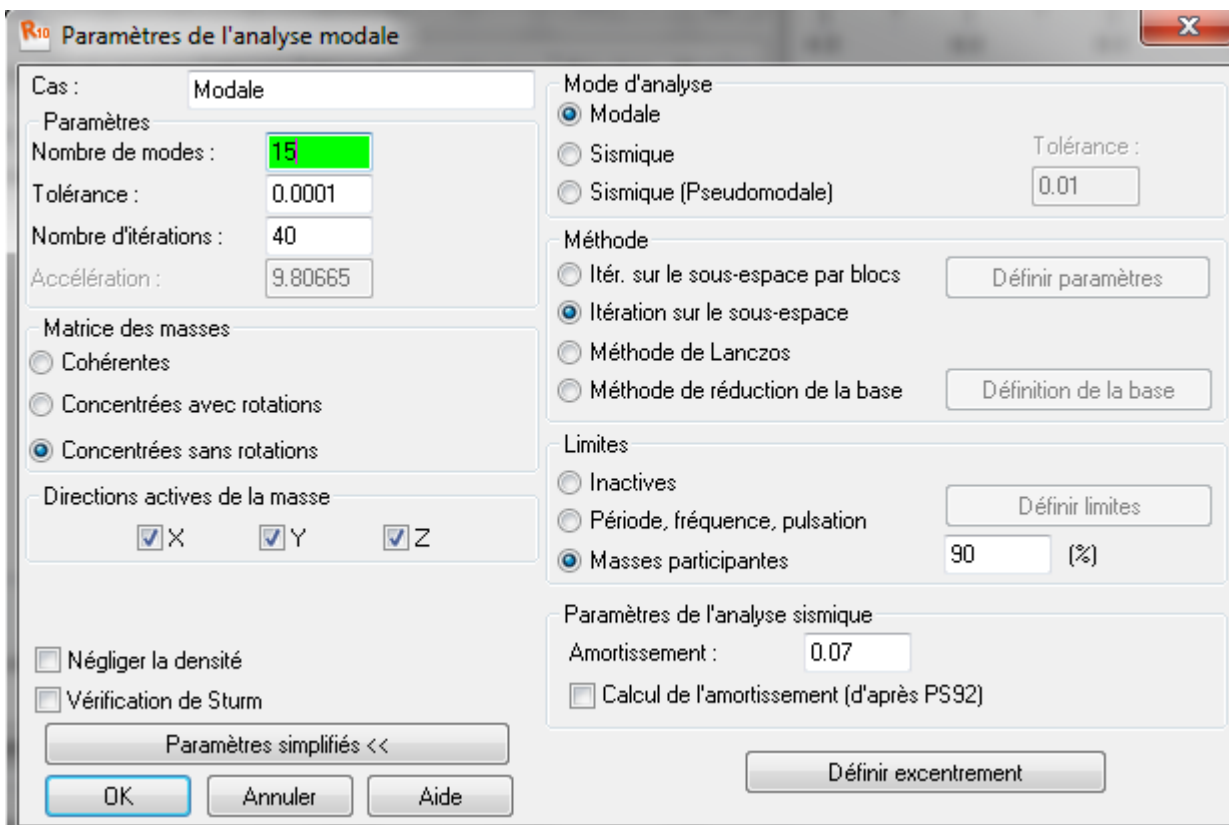 R10 Paramètres de l'analyse modale
Cas : Modale
Paramètres
Nombre de modes : 15
Tolérance : 0.0001
Nombre d'itérations : 40
Accélération : 9.80665
Matrice des masses
Cohérentes
Concentrées avec rotations
Concentrées sans rotations
Directions actives de la masse
X Y Z
Négliger la densité
Vérification de Sturm
Paramètres simplifiés <<
OK Annuler Aide
Mode d'analyse
Modale
Sismique
Sismique (Pseudomodale)
Tolérance :
0.01
Méthode
Itér. sur le sous-espace par blocs
Définir paramètres
Itération sur le sous-espace
Méthode de Lanczos
Méthode de réduction de la base
Définition de la base
Limites
Inactives
Période, fréquence, pulsation
Définir limites
Masses participantes 90 (%)
Paramètres de l'analyse sismique
Amortissement : 0.07
Calcul de l'amortissement (d'après PS92)
Définir excentrement